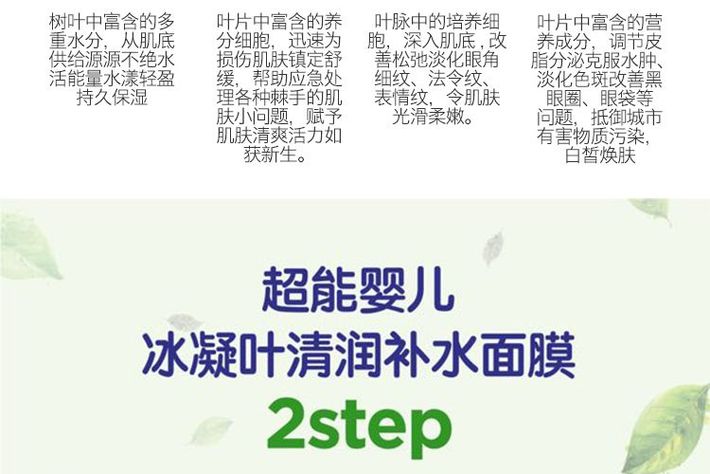 树叶中富含的多
重水分，从肌底
供给源源不绝水
活能量水漾轻盈
持久保湿
叶片中富含的养
分细胞，迅速为
损伤肌肤镇定舒
缓，帮助应急处
理各种棘手的肌
肤小问题，赋予
肌肤清爽活力如
获新生。
叶脉中的培养细
胞，深入肌底,改
善松弛淡化眼角
细纹、法令纹、
表情纹，令肌肤
光滑柔嫩。
叶片中富含的营
养成分，调节皮
脂分泌克服水肿、
淡化色斑改善黑
眼圈、眼袋等
问题，抵御城市
有害物质污染，
白皙焕肤
超能婴儿
冰凝叶清润补水面膜
2step